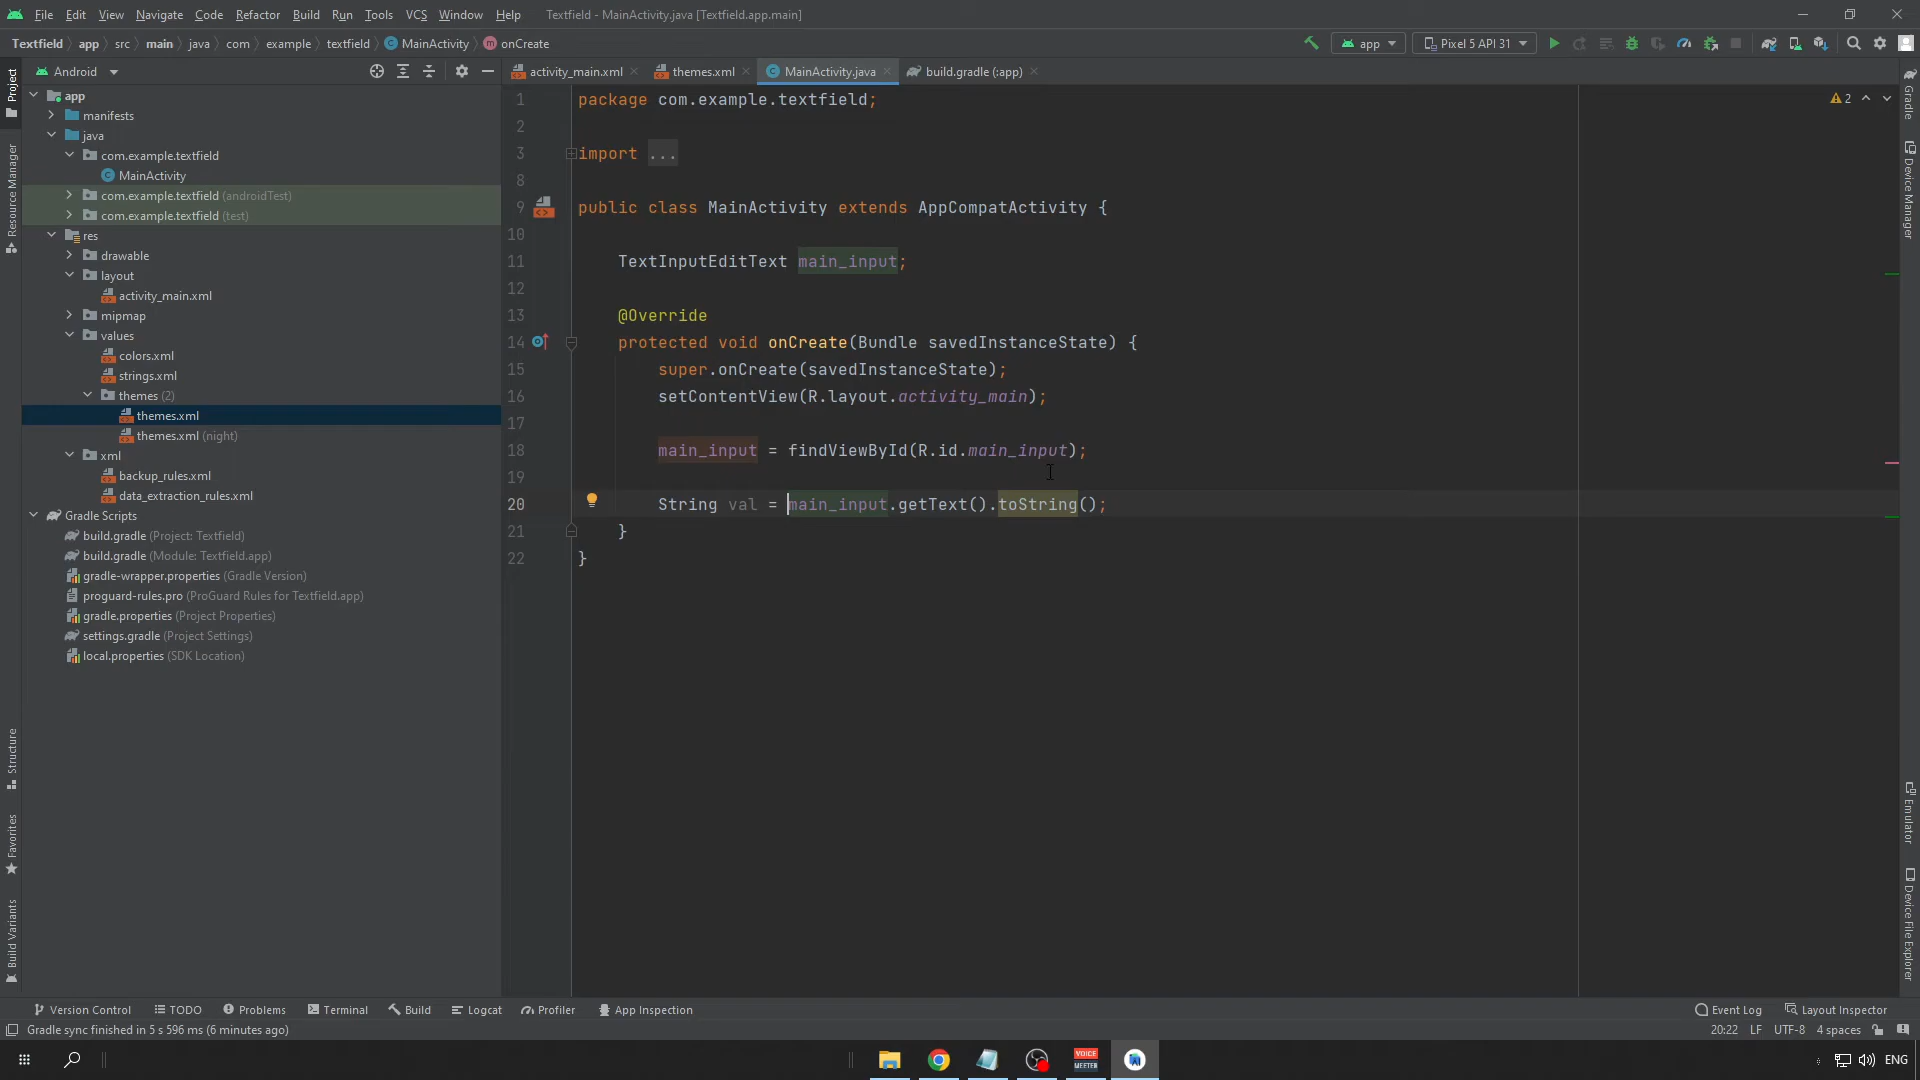 File Edit View Navigate Code Refactor Build Run Tools VCS Window Help Textfield - MainActivity.java [Textfield.app.main]
Textfield app src main java com example textfield MainActivity onCreate app Pixel 5 API 31
Android activity_main.xml themes.xml MainActivity.java build.gradle (:app)
Project
Resource Manager
Structure
Favorites
Build Variants
app
manifests
java
com.example.textfield
MainActivity
com.example.textfield (androidTest)
com.example.textfield (test)
res
drawable
layout
activity_main.xml
mipmap
values
colors.xml
strings.xml
themes (2)
themes.xml
themes.xml (night)
xml
backup_rules.xml
data_extraction_rules.xml
Gradle Scripts
build.gradle (Project: Textfield)
build.gradle (Module: Textfield.app)
gradle-wrapper.properties (Gradle Version)
proguard-rules.pro (ProGuard Rules for Textfield.app)
gradle.properties (Project Properties)
settings.gradle (Project Settings)
local.properties (SDK Location)
1 package com.example.textfield;
2
3 import ...
8
9 public class MainActivity extends AppCompatActivity {
10
11 TextInputEditText main_input;
12
13 @Override
14 protected void onCreate(Bundle savedInstanceState) {
15 super.onCreate(savedInstanceState);
16 setContentView(R.layout.activity_main);
17
18 main_input = findViewById(R.id.main_input);
19
20 String val = main_input.getText().toString();
21 }
22 }
2
Gradle
Device Manager
Emulator
Device File Explorer
Version Control TODO Problems Terminal Build Logcat Profiler App Inspection Event Log Layout Inspector
Gradle sync finished in 5 s 596 ms (6 minutes ago) 20:22 LF UTF-8 4 spaces
VOICE
MEETER
ENG